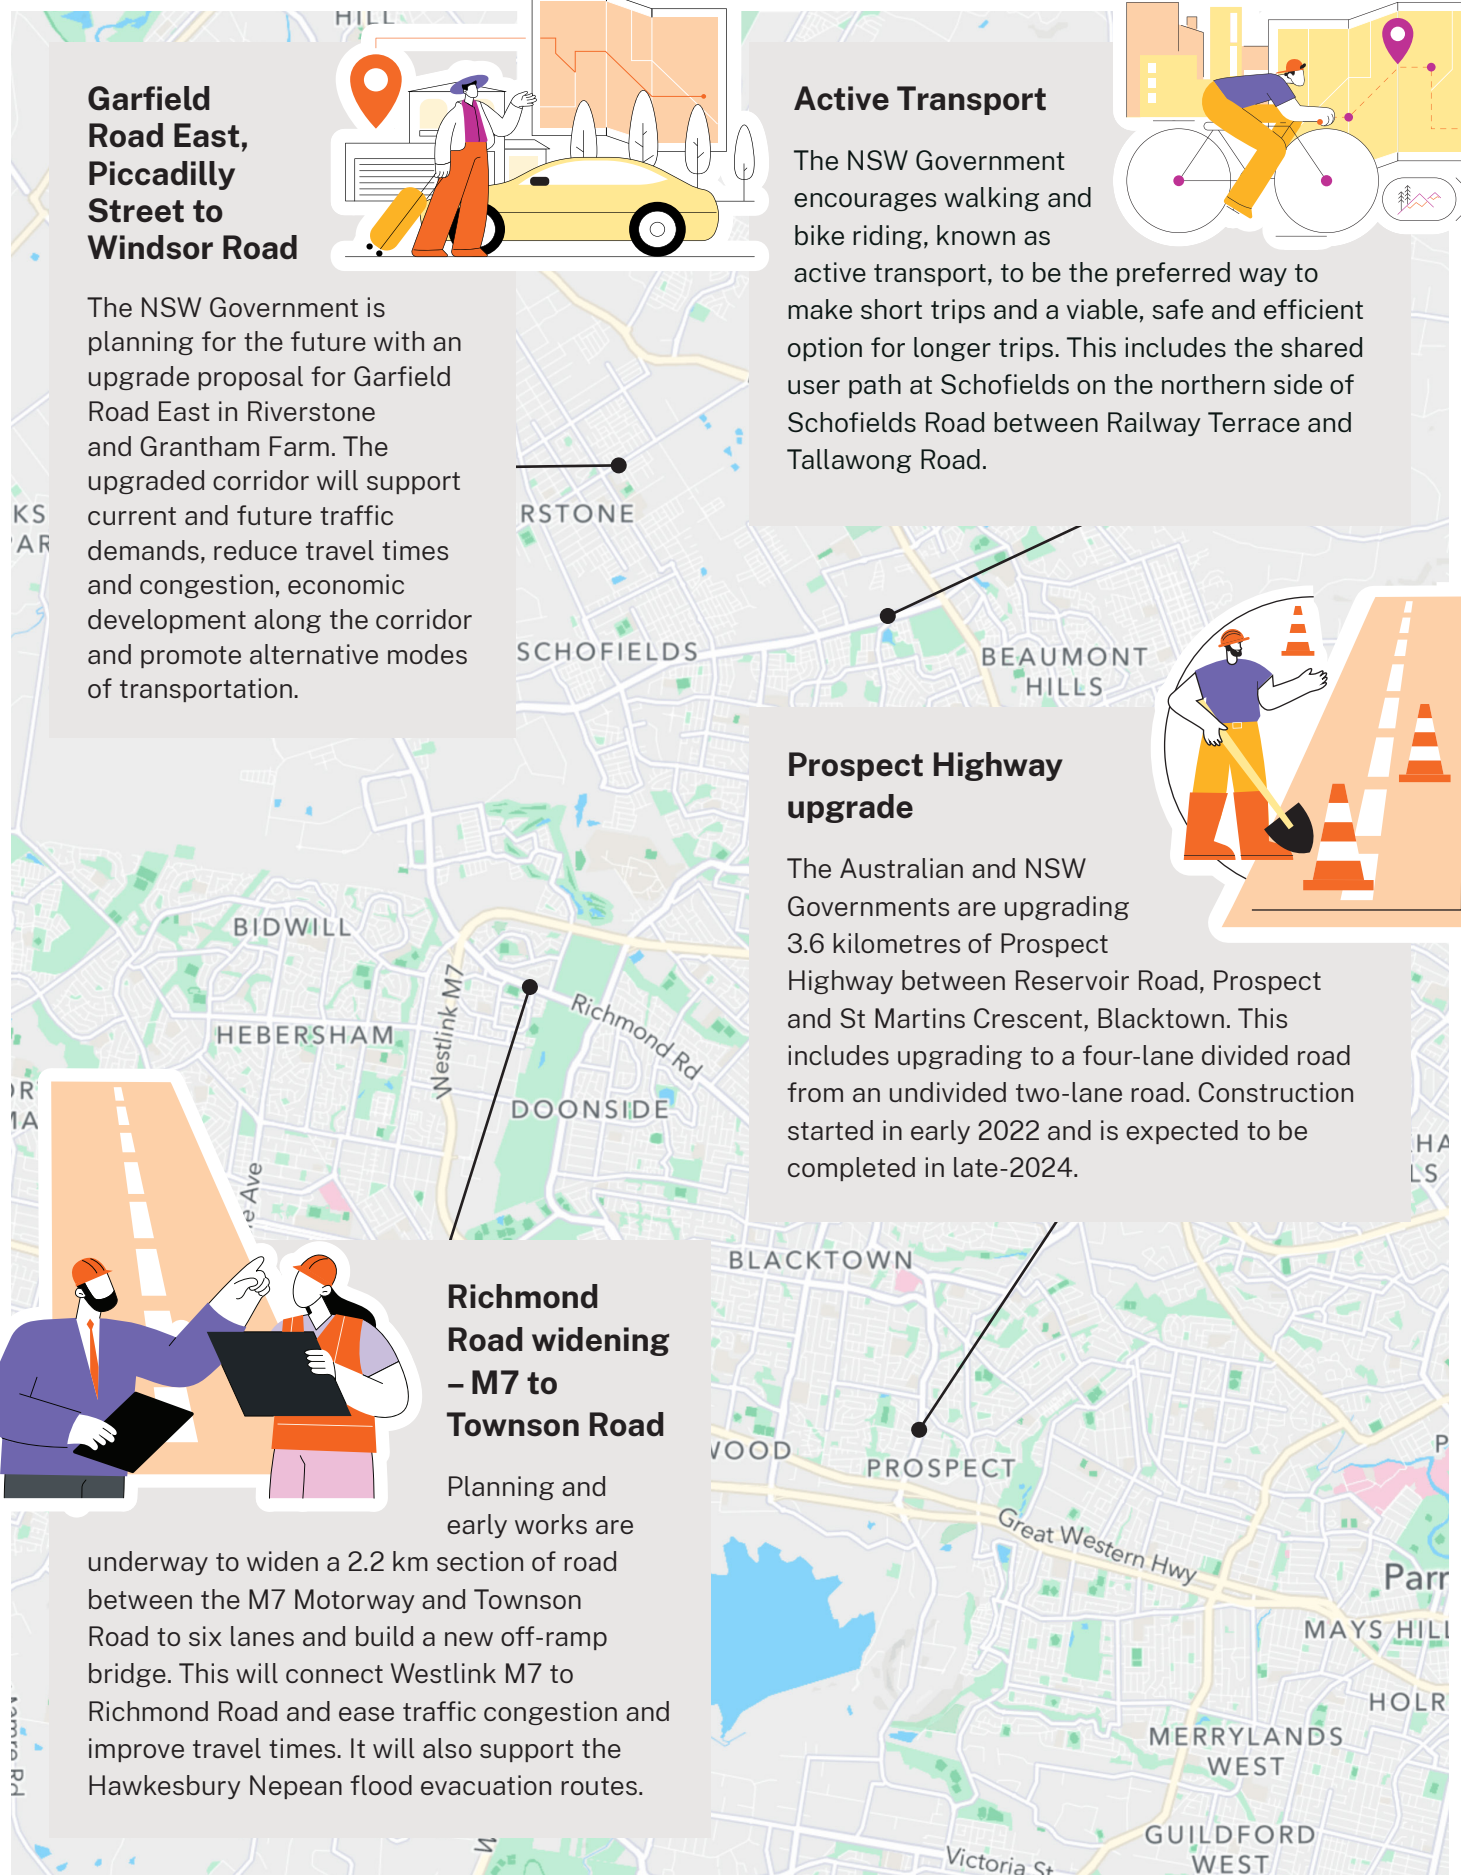 HILL
Garfield
Road East,
Piccadilly
Street to
Windsor Road
The NSW Government is
planning for the future with an
upgrade proposal for Garfield
Road East in Riverstone
and Grantham Farm. The
upgraded corridor will support
current and future traffic
demands, reduce travel times
and congestion, economic
development along the corridor
and promote alternative modes
of transportation.
Active Transport
The NSW Government
encourages walking and
bike riding, known as
active transport, to be the preferred way to
make short trips and a viable, safe and efficient
option for longer trips. This includes the shared
user path at Schofields on the northern side of
Schofields Road between Railway Terrace and
Tallawong Road.
KS
AR
RSTONE
SCHOFIELDS
BEAUMONT
HILLS
Prospect Highway
upgrade
The Australian and NSW
Governments are upgrading
3.6 kilometres of Prospect
Highway between Reservoir Road, Prospect
and St Martins Crescent, Blacktown. This
includes upgrading to a four-lane divided road
from an undivided two-lane road. Construction
started in early 2022 and is expected to be
completed in late-2024.
BIDWILL
HEBERSHAM
Westlink M7
Richmond Rd
DOONSIDE
MA
e Ave
HA
LS
BLACKTOWN
Richmond
Road widening
– M7 to
Townson Road
Planning and
early works are
underway to widen a 2.2 km section of road
between the M7 Motorway and Townson
Road to six lanes and build a new off-ramp
bridge. This will connect Westlink M7 to
Richmond Road and ease traffic congestion and
improve travel times. It will also support the
Hawkesbury Nepean flood evacuation routes.
WOOD
PROSPECT
P
Great Western Hwy
Parr
MAYS HILL
HOLR
MERRYLANDS
WEST
GUILDFORD
WEST
Victoria St
Mamre Rd
W